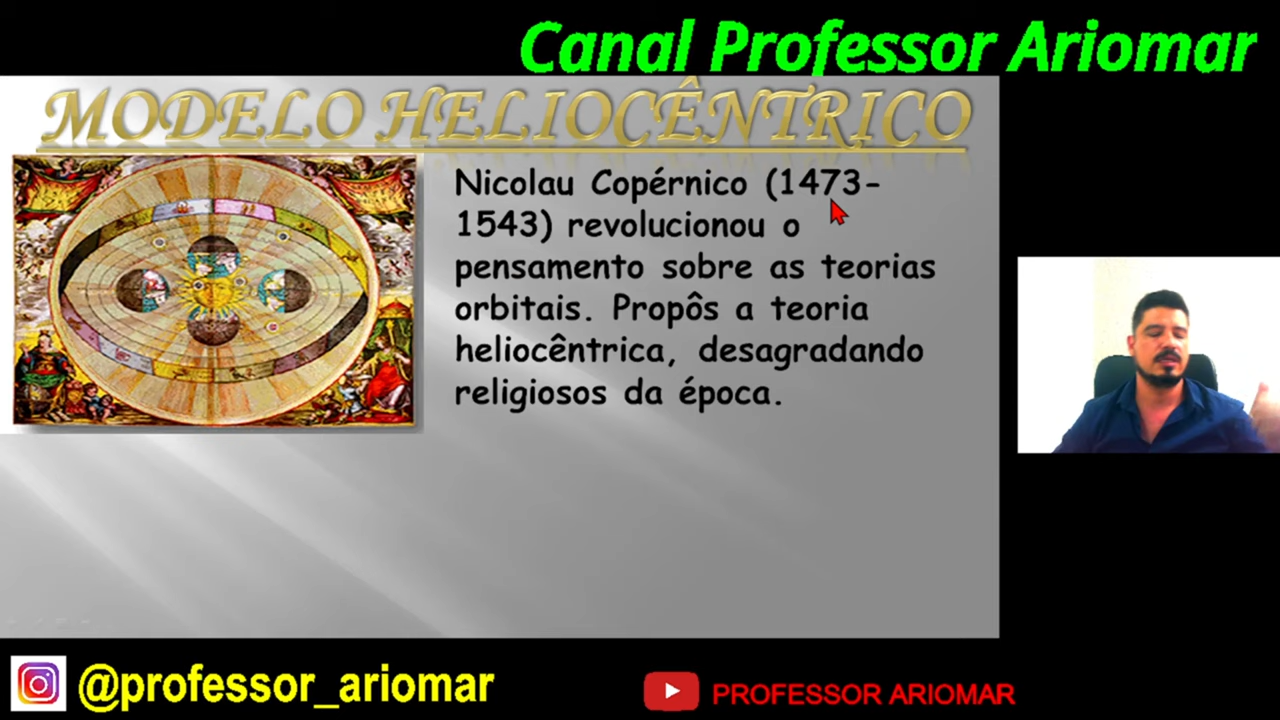 Canal Professor Ariomar
MODELO HELIOCÊNTRICO
Nicolau Copérnico (1473-
1543) revolucionou o
pensamento sobre as teorias
orbitais. Propôs a teoria
heliocêntrica, desagradando
religiosos da época.
@professor_ariomar
PROFESSOR ARIOMAR